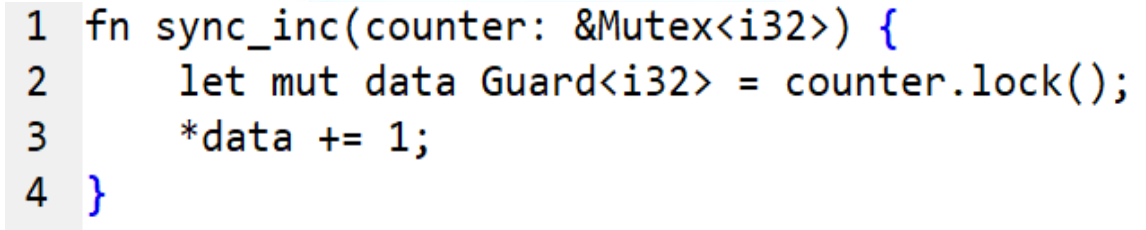 1 fn sync_inc(counter: &Mutex<i32>) {
2 let mut data Guard<i32> = counter.lock();
3 *data += 1;
4 }